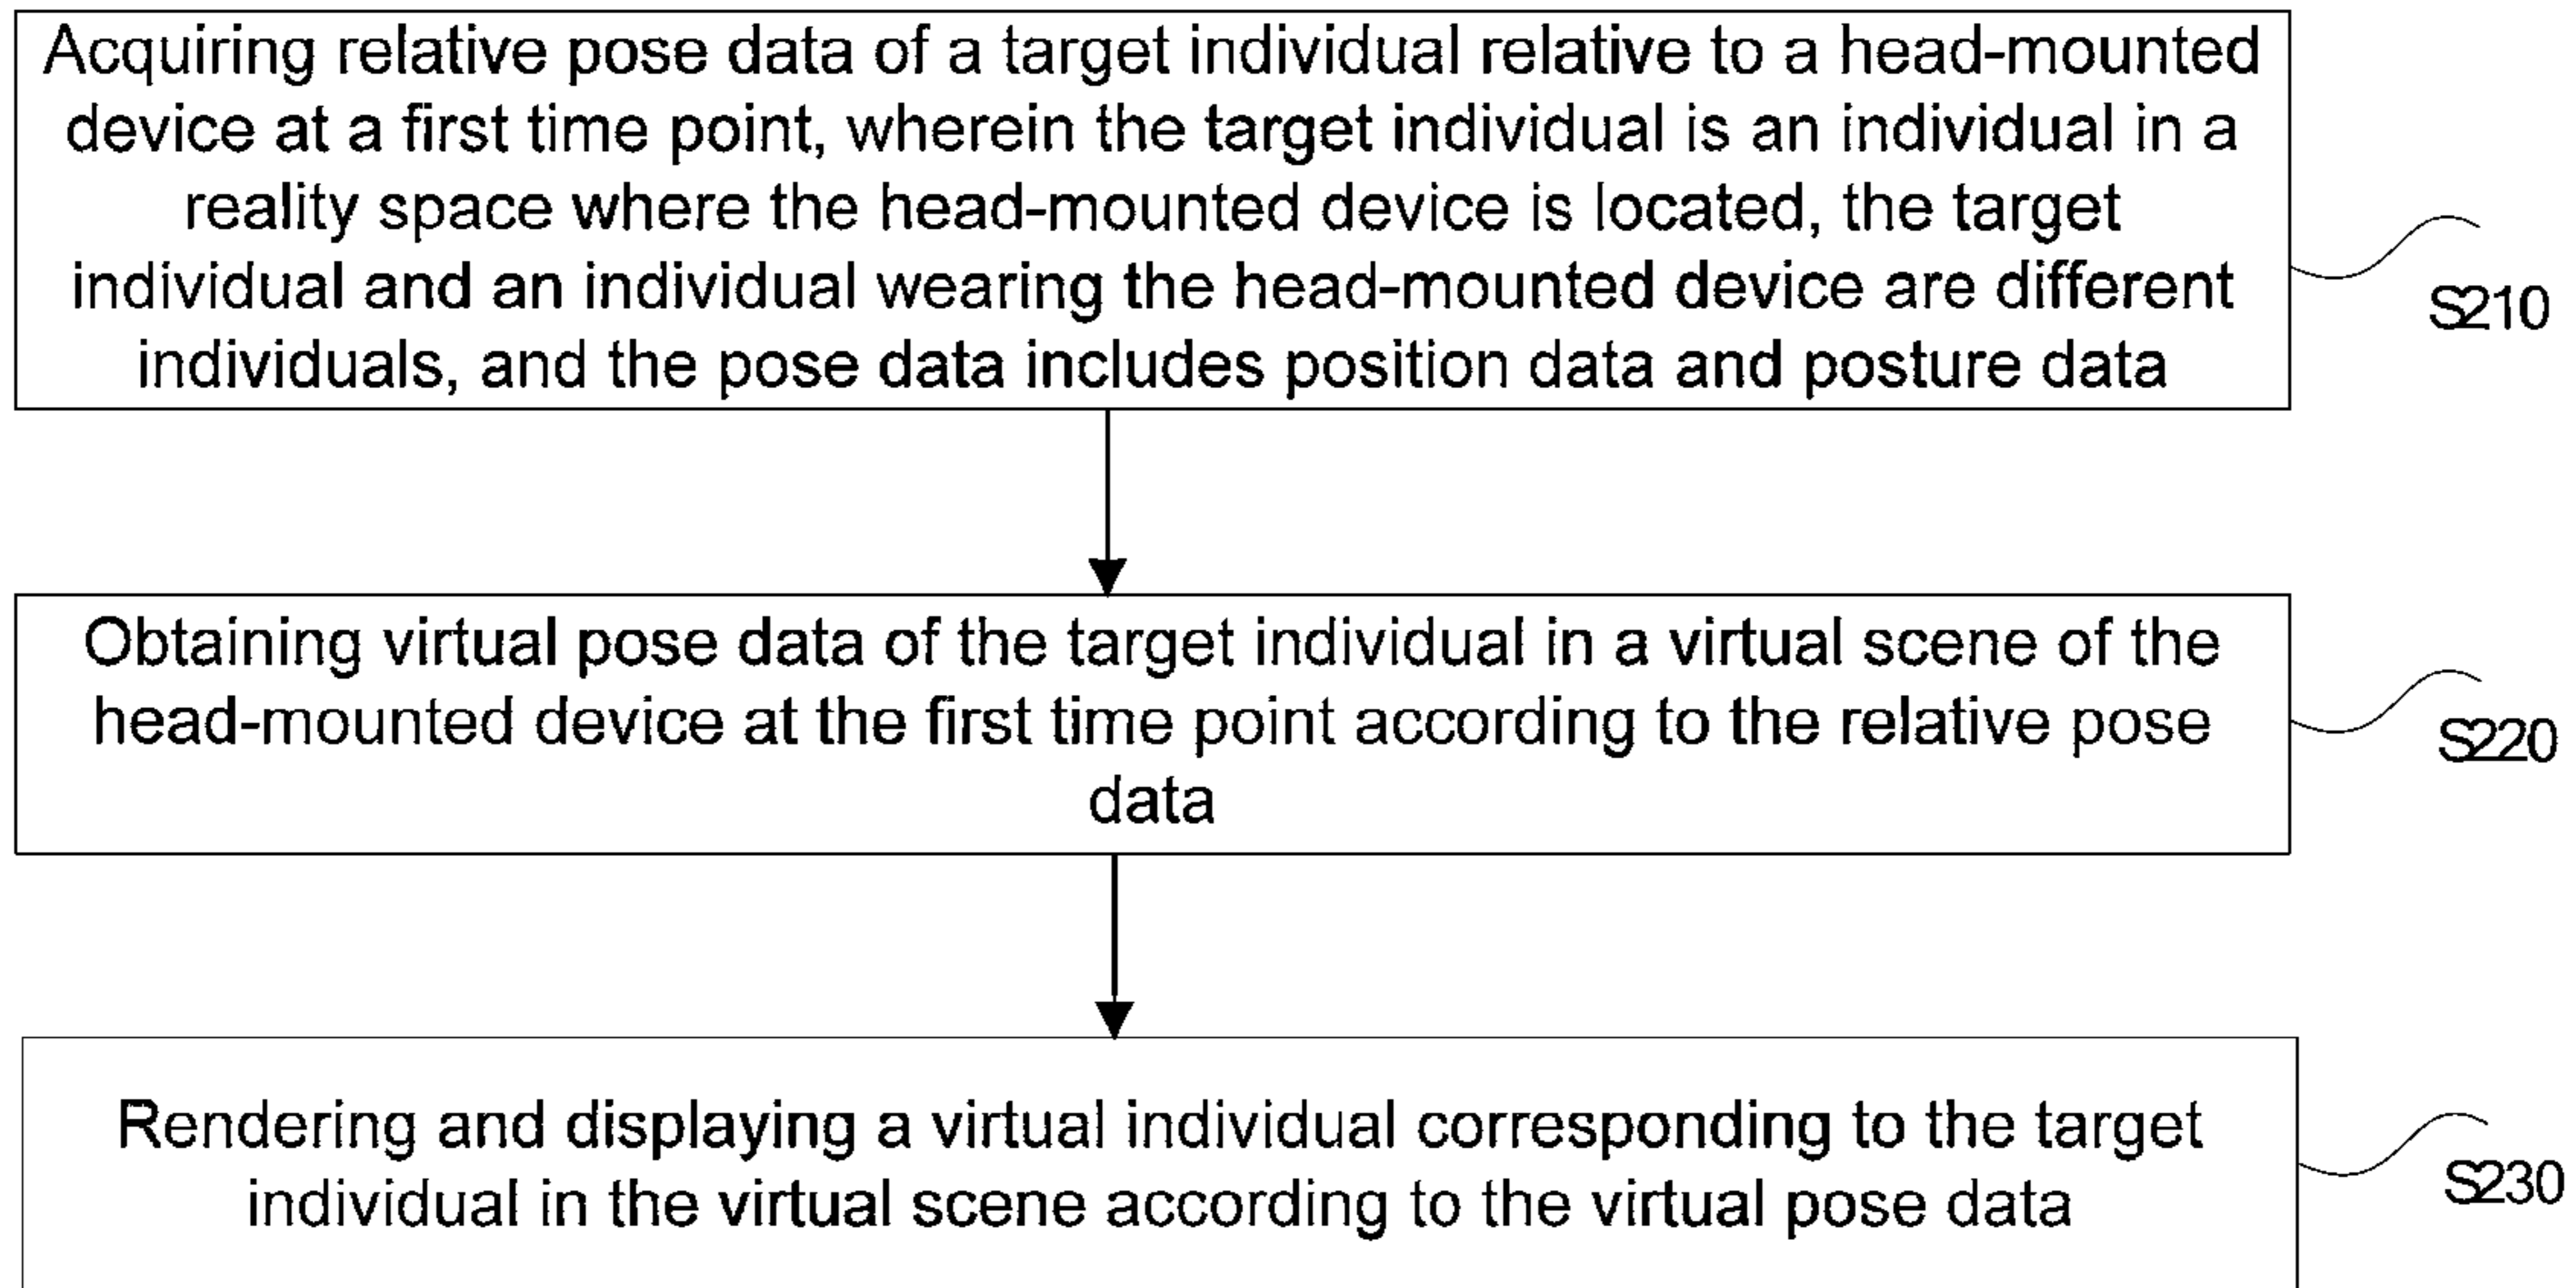 Acquiring relative pose data of a target individual relative to a head-mounted
device at a first time point, wherein the target individual is an individual in a
reality space where the head-mounted device is located, the target
individual and an individual wearing the head-mounted device are different
individuals, and the pose data includes position data and posture data
S210
Obtaining virtual pose data of the target individual in a virtual scene of the
head-mounted device at the first time point according to the relative pose
data
S220
Rendering and displaying a virtual individual corresponding to the target
individual in the virtual scene according to the virtual pose data
S230